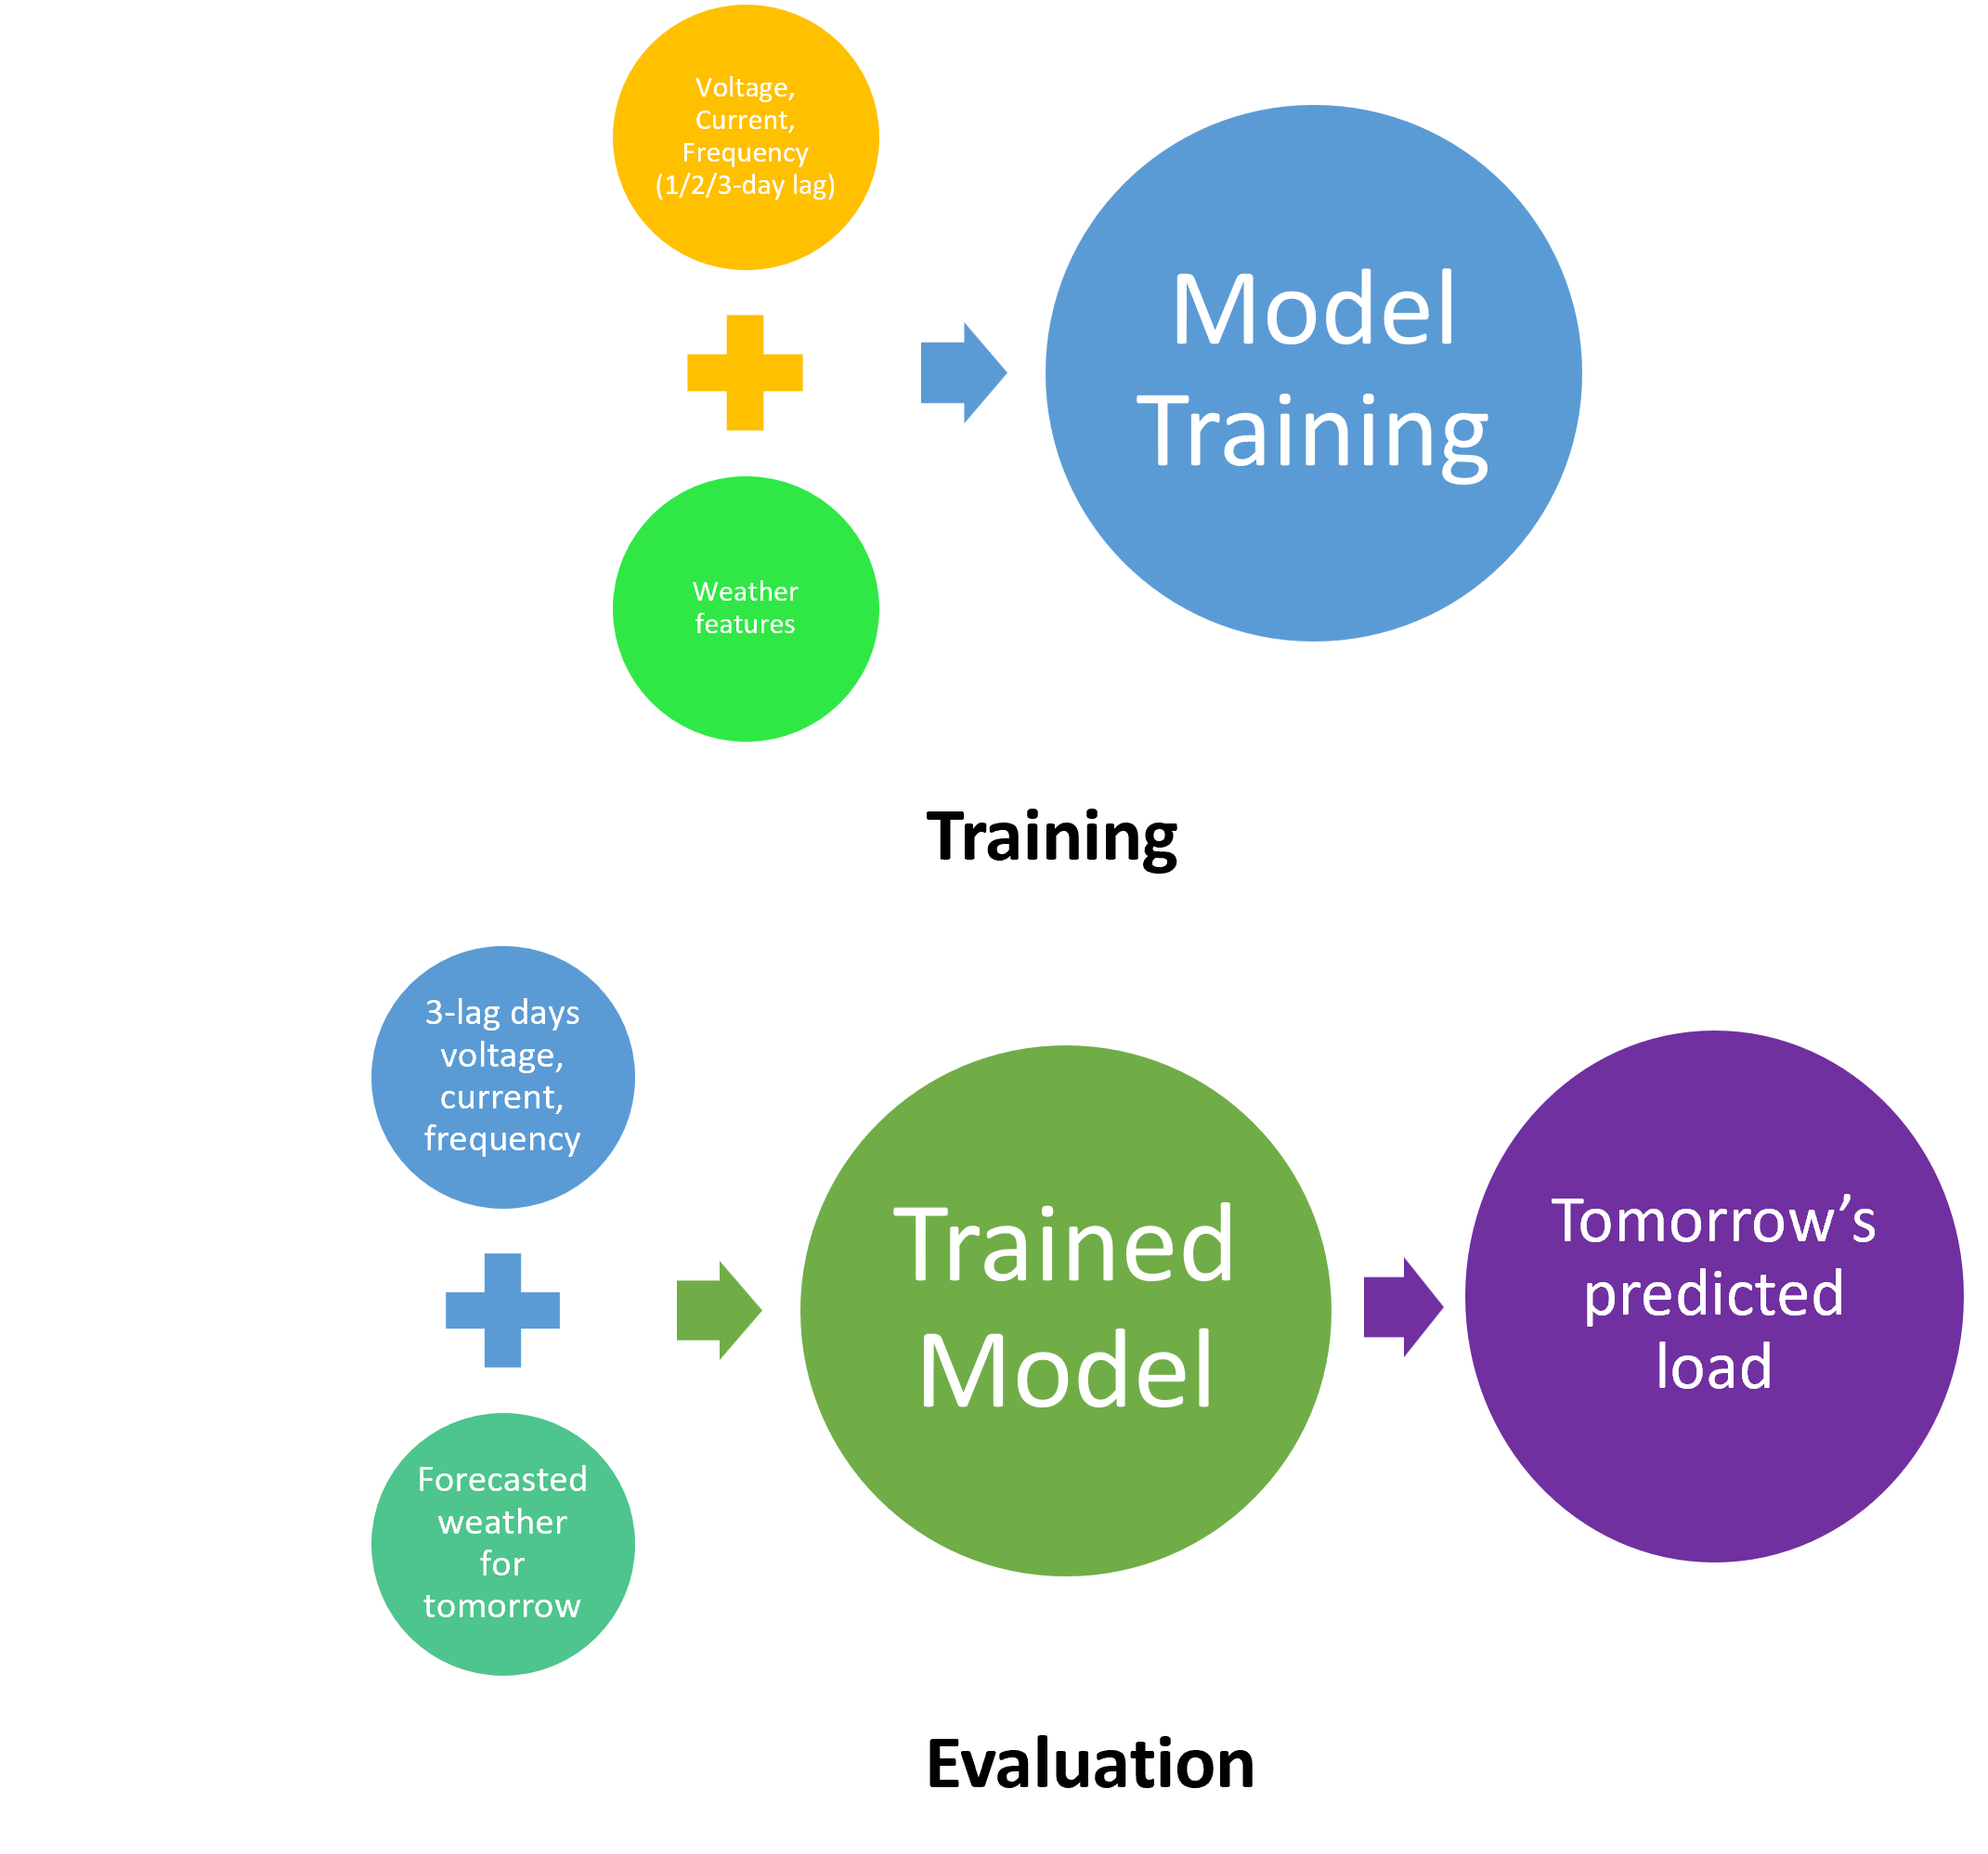 Voltage,
Current,
Frequency
(1/2/3-day lag)
Model
Training
Weather
features
Training
3-lag days
voltage,
current,
frequency
Trained
Model
Tomorrow’s
predicted
load
Forecasted
weather
for
tomorrow
Evaluation